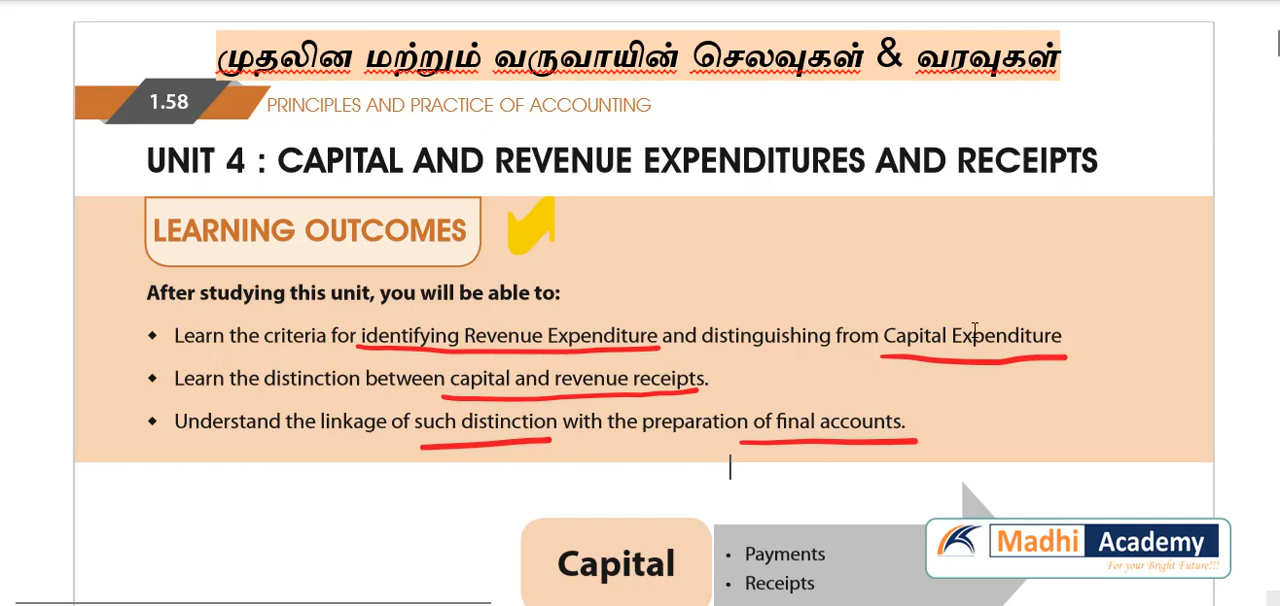 முதலின மற்றும் வருவாயின் செலவுகள் & வரவுகள்
1.58 PRINCIPLES AND PRACTICE OF ACCOUNTING
UNIT 4 : CAPITAL AND REVENUE EXPENDITURES AND RECEIPTS
LEARNING OUTCOMES
After studying this unit, you will be able to:
◆ Learn the criteria for identifying Revenue Expenditure and distinguishing from Capital Expenditure
◆ Learn the distinction between capital and revenue receipts.
◆ Understand the linkage of such distinction with the preparation of final accounts.
Capital
• Payments
• Receipts
Madhi Academy
For your Bright Future!!!